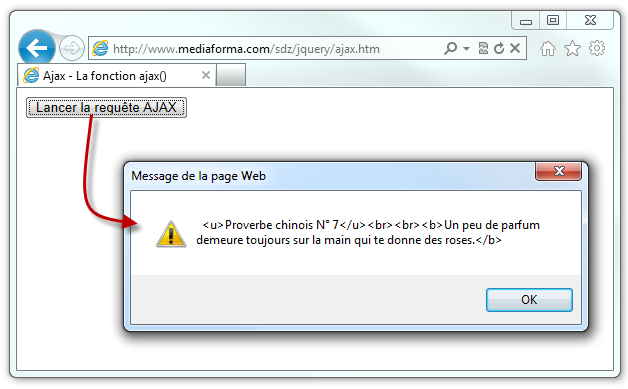 http://www.mediaforma.com/sdz/jquery/ajax.htm
Ajax - La fonction ajax()
Lancer la requête AJAX
Message de la page Web
<u>Proverbe chinois N° 7</u><br><br><b>Un peu de parfum
demeure toujours sur la main qui te donne des roses.</b>
OK